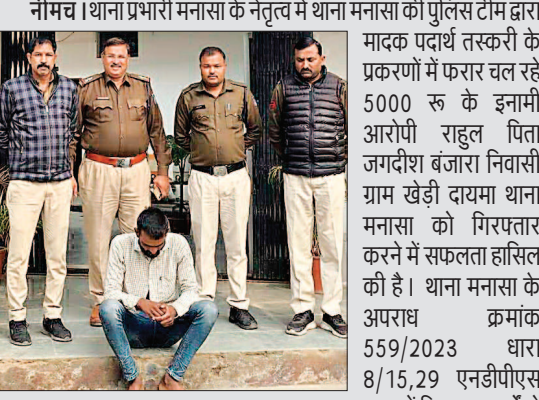 नीमच।थाना प्रभारी मनासा के नेतृत्व में थाना मनासा की पुलिस टीम द्वारा
मादक पदार्थ तस्करी के
प्रकरणों में फरार चल रहे
5000 रू के इनामी
आरोपी राहुल पिता
जगदीश बंजारा निवासी
ग्राम खेड़ी दायमा थाना
मनासा को गिरफ्तार
करने में सफलता हासिल
की है। थाना मनासा के
अपराध क्रमांक
559/2023 धारा
8/15,29 एनडीपीएस